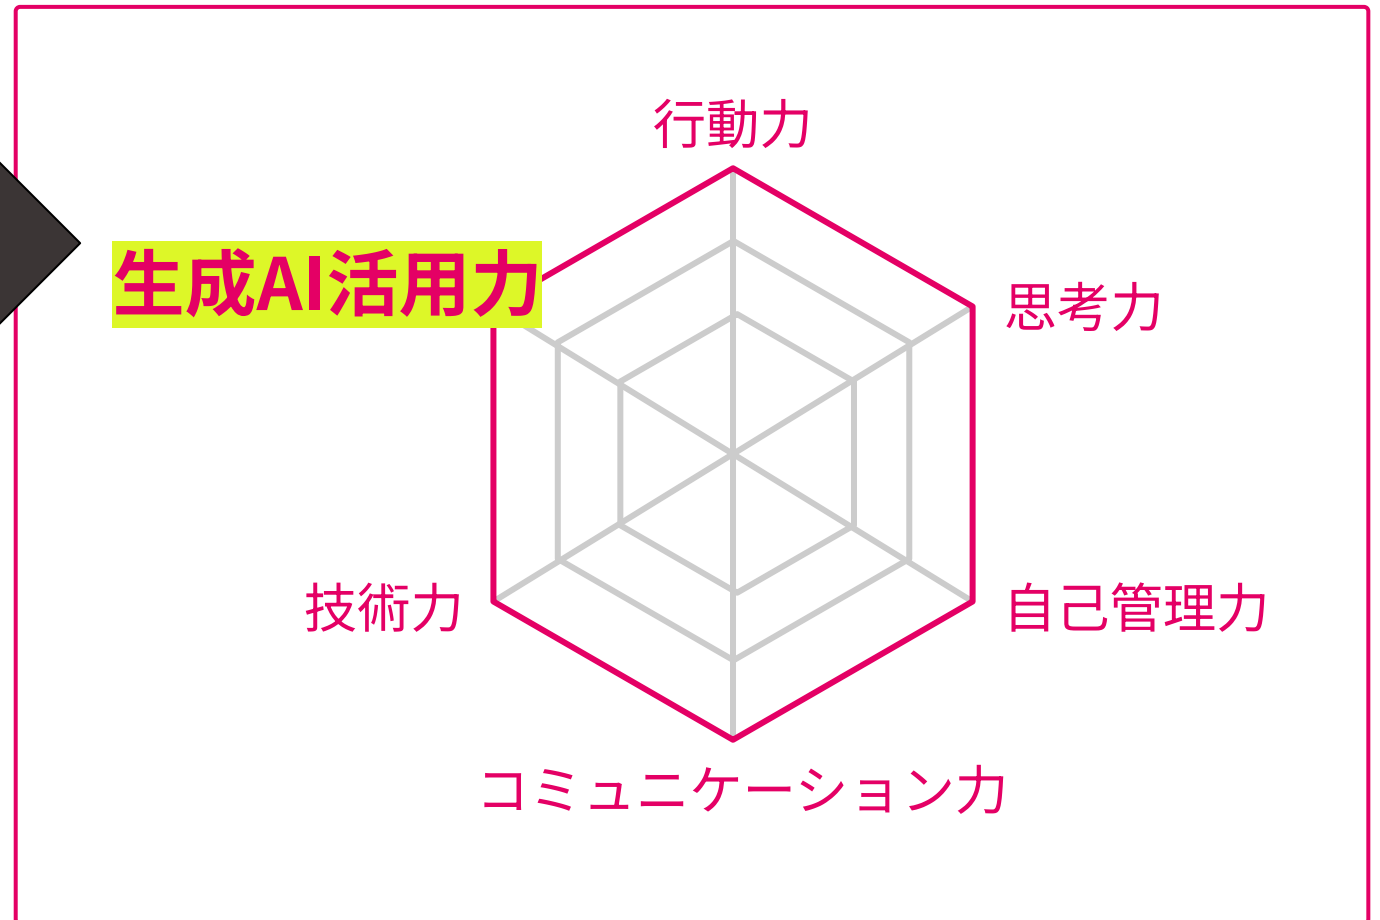 行動力
生成AI活用力
思考力
技術力
自己管理力
コミュニケーション力